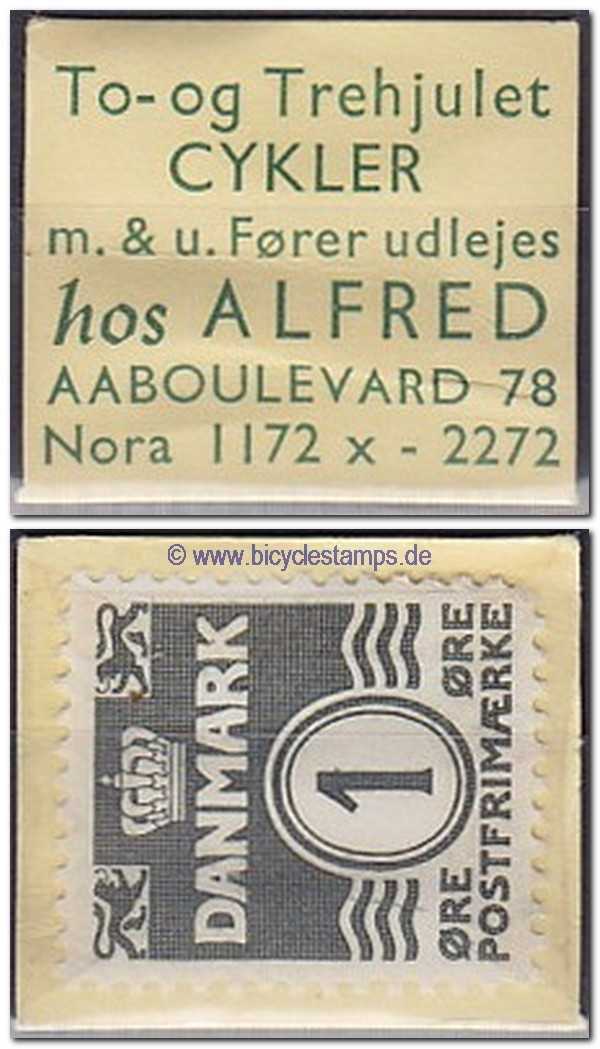 To- og Trehjulet
CYKLER
m. & u. Fører udlejes
hos ALFRED
AABOULEVARD 78
Nora 1172 x - 2272
© www.bicyclestamps.de
DANMARK
1
ØRE ØRE
POSTFRIMÆRKE